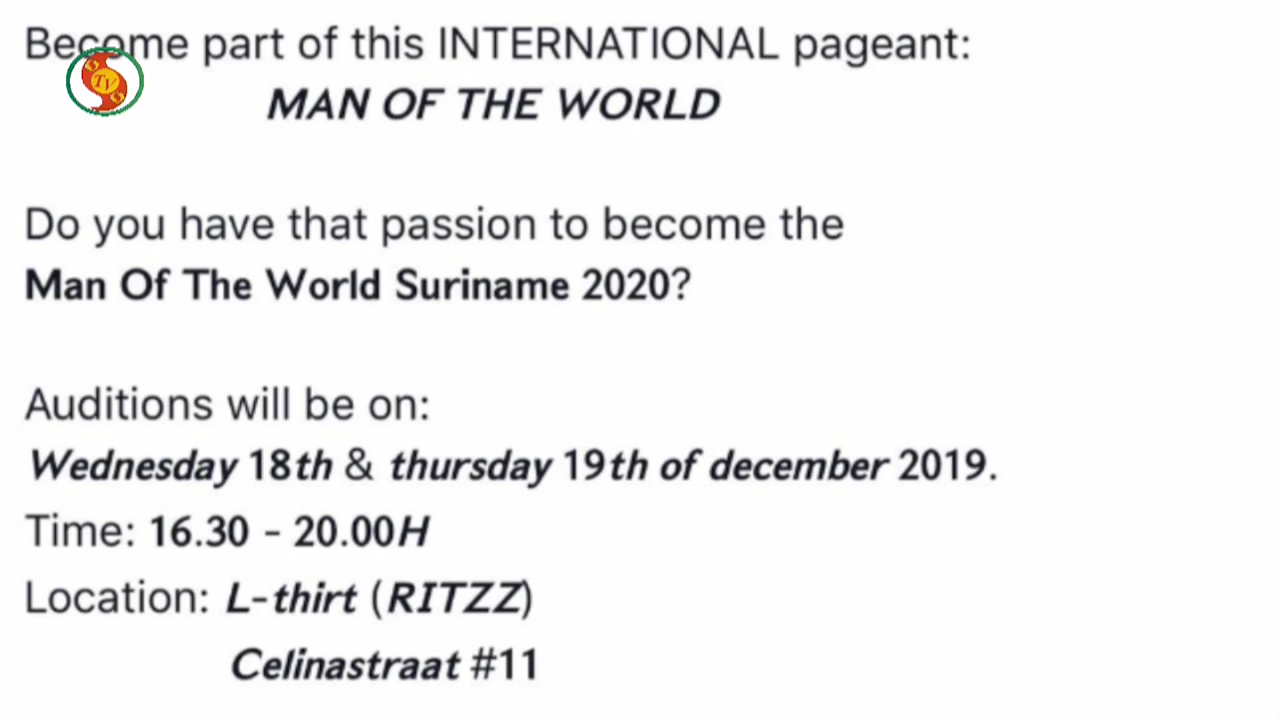 Become part of this INTERNATIONAL pageant:
MAN OF THE WORLD
Do you have that passion to become the
Man Of The World Suriname 2020?
Auditions will be on:
Wednesday 18th & thursday 19th of december 2019.
Time: 16.30 - 20.00H
Location: L-thirt (RITZZ)
Celinastraat #11
TV